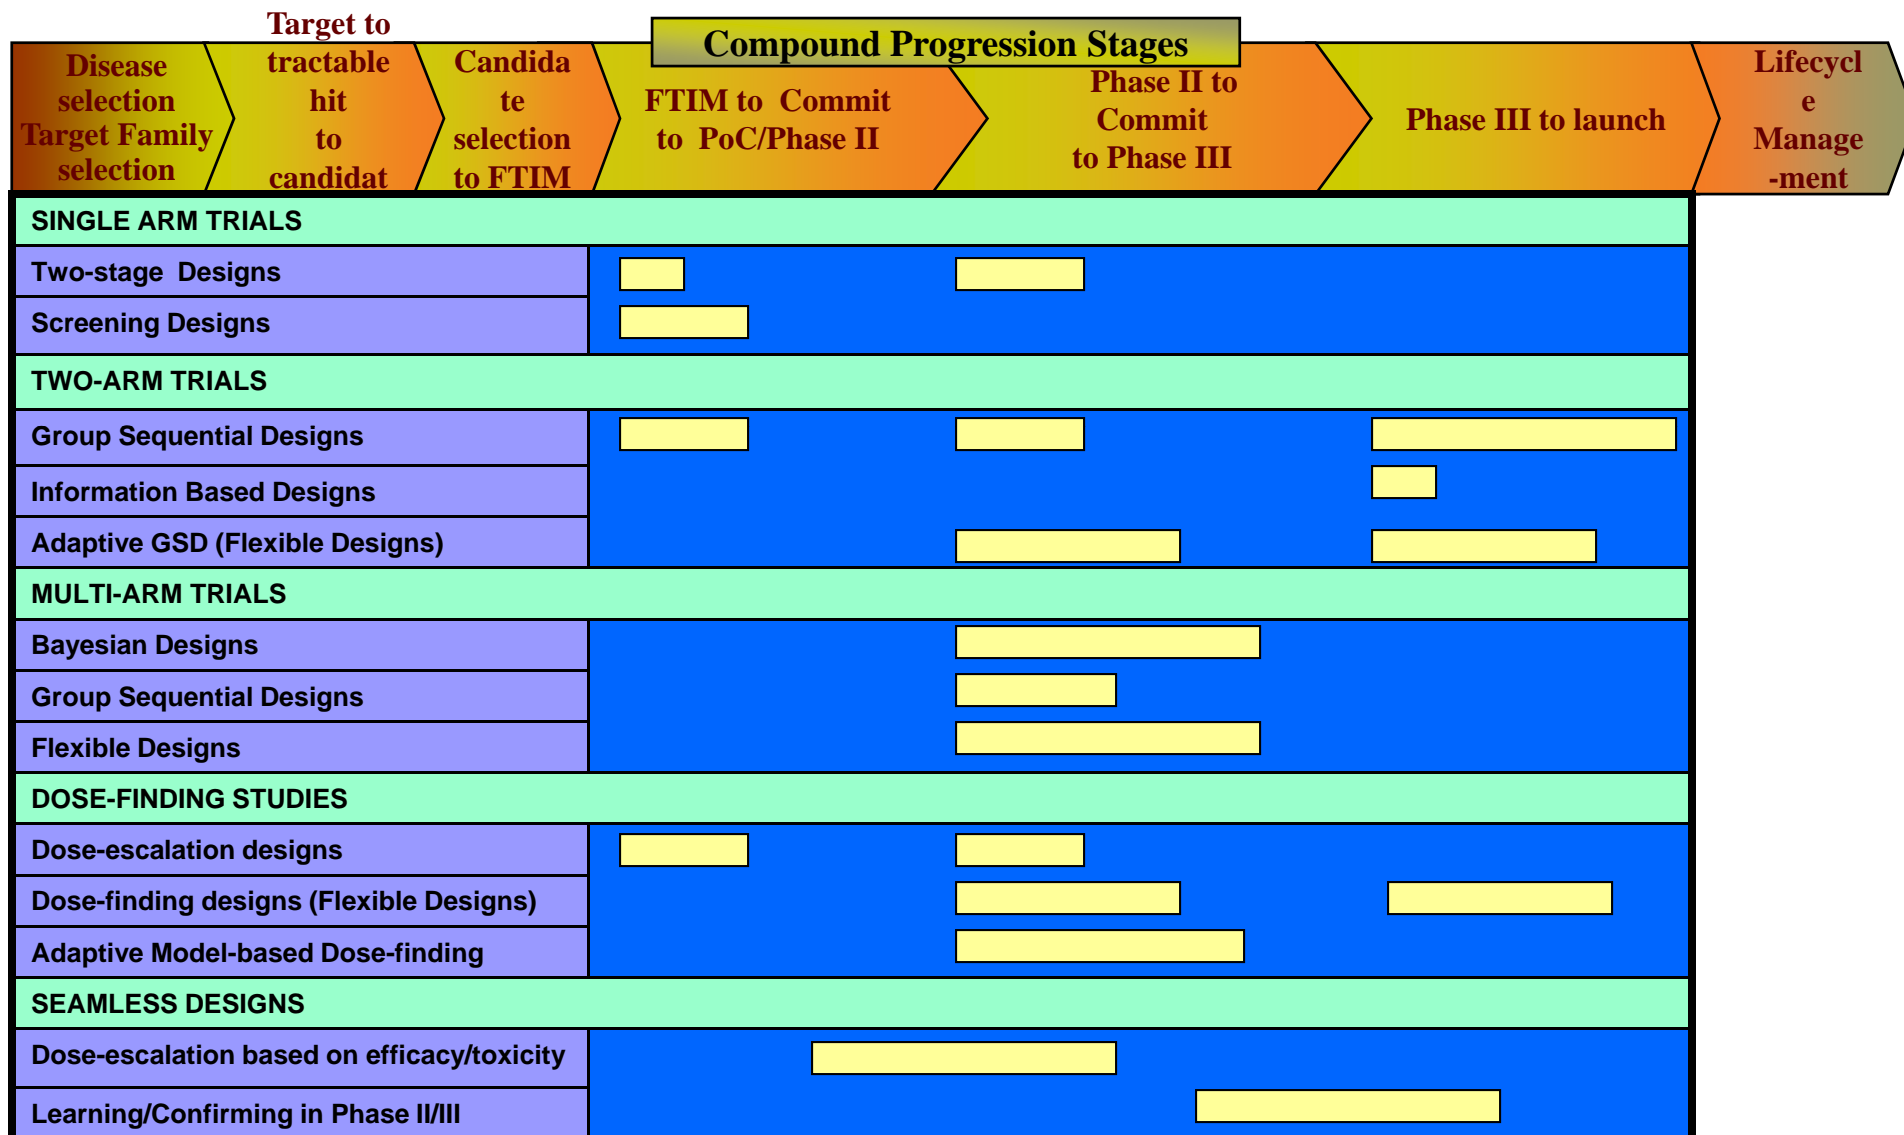 Compound Progression Stages
Disease
selection
Target Family
selection
Target to
tractable
hit
to
candidat
Candida
te
selection
to FTIM
FTIM to Commit
to PoC/Phase II
Phase II to
Commit
to Phase III
Phase III to launch
Lifecycl
e
Manage
-ment
SINGLE ARM TRIALS
Two-stage Designs
Screening Designs
TWO-ARM TRIALS
Group Sequential Designs
Information Based Designs
Adaptive GSD (Flexible Designs)
MULTI-ARM TRIALS
Bayesian Designs
Group Sequential Designs
Flexible Designs
DOSE-FINDING STUDIES
Dose-escalation designs
Dose-finding designs (Flexible Designs)
Adaptive Model-based Dose-finding
SEAMLESS DESIGNS
Dose-escalation based on efficacy/toxicity
Learning/Confirming in Phase II/III